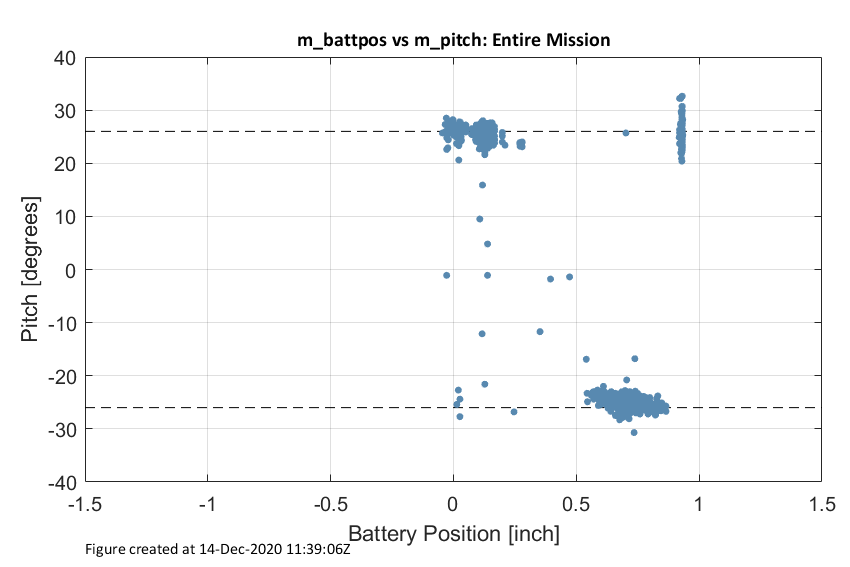 m_battpos vs m_pitch: Entire Mission
40
30
20
10
0
-10
-20
-30
-40
Pitch [degrees]
-1.5 -1 -0.5 0 0.5 1 1.5
Battery Position [inch]
Figure created at 14-Dec-2020 11:39:06Z